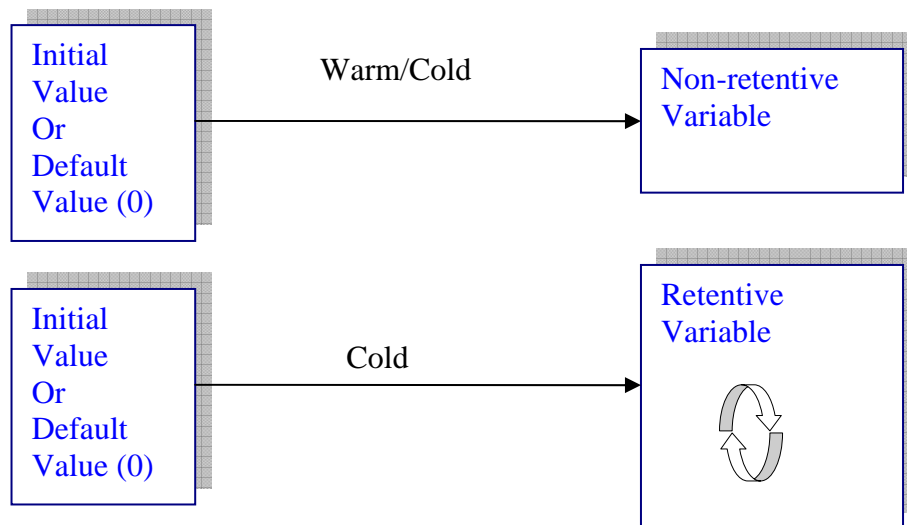 Initial
Value
Or
Default
Value (0)
Warm/Cold
Non-retentive
Variable
Initial
Value
Or
Default
Value (0)
Cold
Retentive
Variable